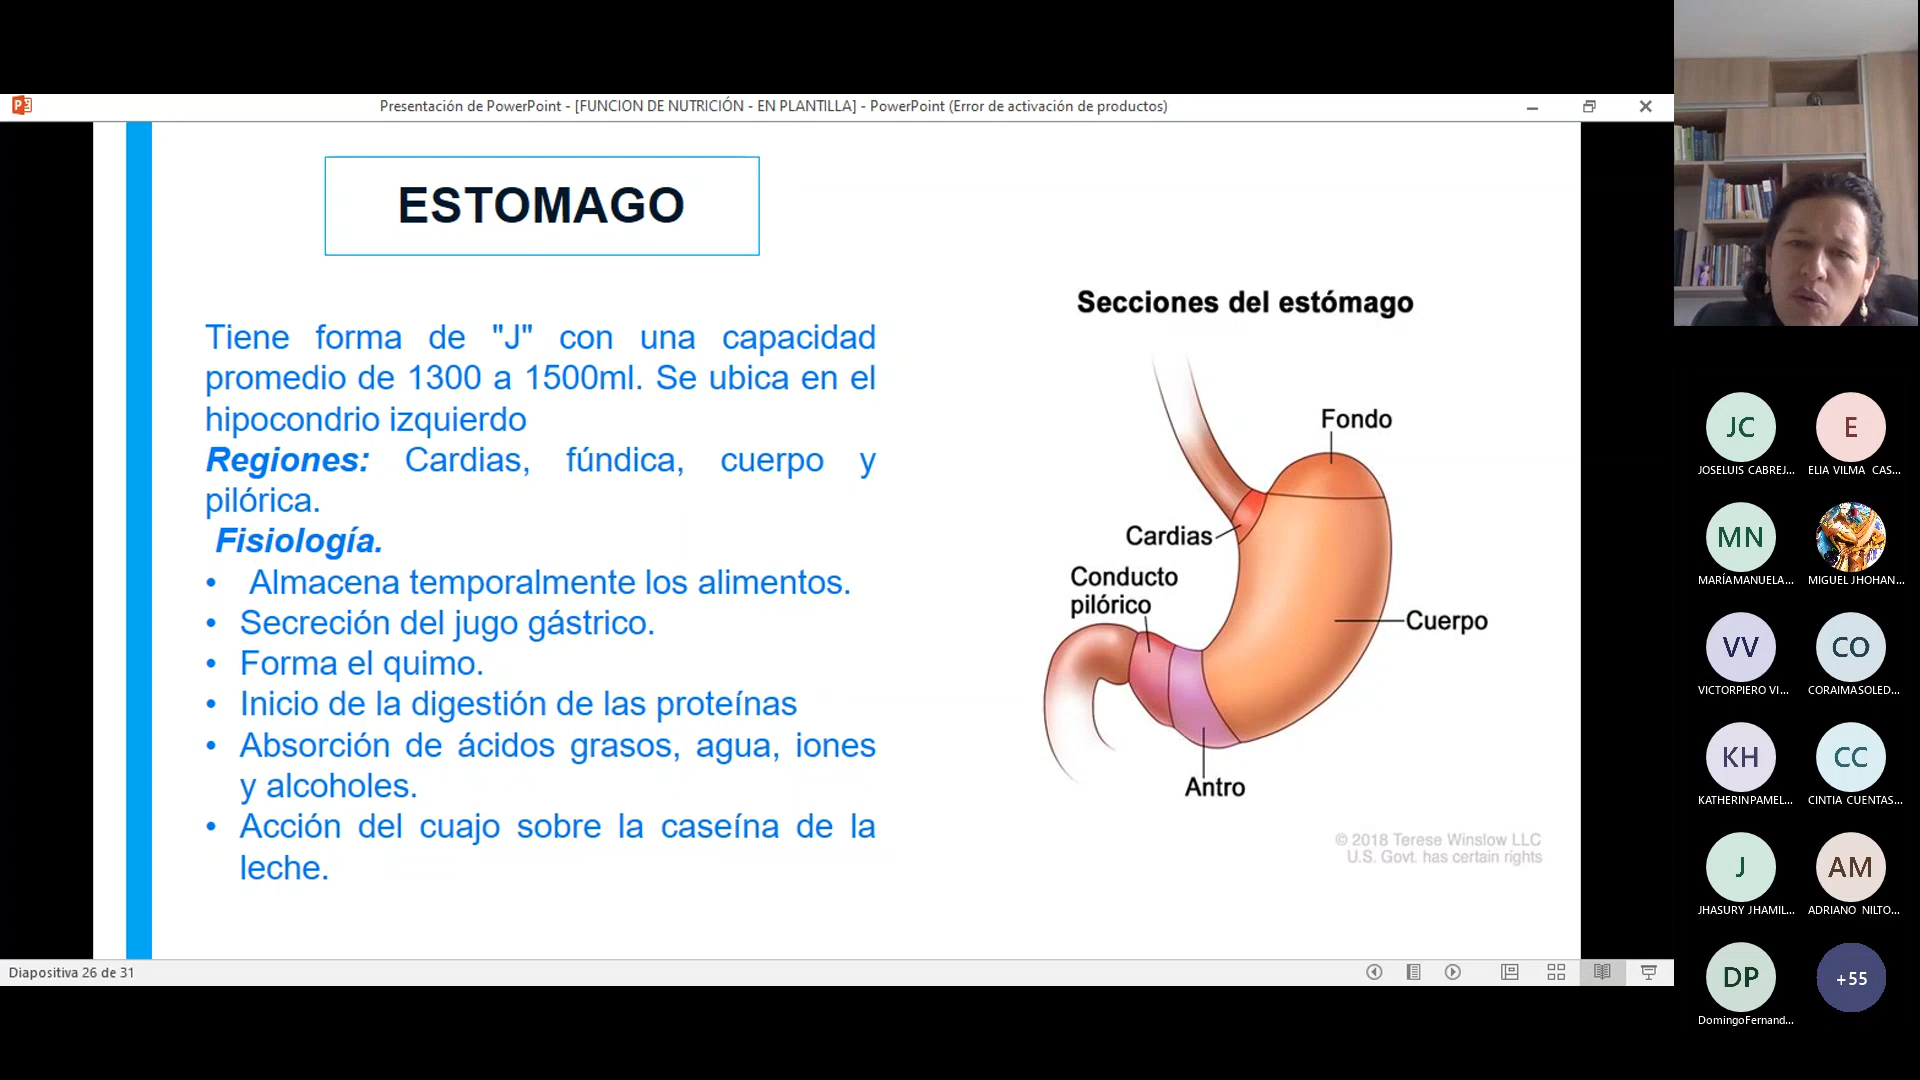 Presentación de PowerPoint - [FUNCION DE NUTRICIÓN - EN PLANTILLA] - PowerPoint (Error de activación de productos)
ESTOMAGO
Tiene forma de "J" con una capacidad
promedio de 1300 a 1500ml. Se ubica en el
hipocondrio izquierdo
Regiones: Cardias, fúndica, cuerpo y
pilórica.
Fisiología.
• Almacena temporalmente los alimentos.
• Secreción del jugo gástrico.
• Forma el quimo.
• Inicio de la digestión de las proteínas
• Absorción de ácidos grasos, agua, iones
y alcoholes.
• Acción del cuajo sobre la caseína de la
leche.
Secciones del estómago
Fondo
Cardias
Conducto
pilórico
Cuerpo
Antro
© 2018 Terese Winslow LLC
U.S. Govt. has certain rights
Diapositiva 26 de 31
JC
JOSELUIS CABREJ...
E
ELIA VILMA CAS...
MN
MARÍAMANUELA...
MIGUEL JHOHAN...
VV
VICTORPIERO VI...
CO
CORAIMASOLED...
KH
KATHERINPAMEL...
CC
CINTIA CUENTAS...
J
JHASURY JHAMIL...
AM
ADRIANO NILTO...
DP
DomingoFernand...
+55